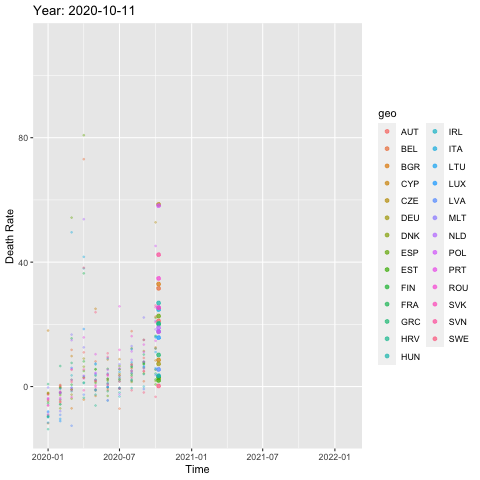 Year: 2020-10-11
Death Rate
80
40
0
2020-01
2020-07
2021-01
2021-07
2022-01
Time
geo
AUT
BEL
BGR
CYP
CZE
DEU
DNK
ESP
EST
FIN
FRA
GRC
HRV
HUN
IRL
ITA
LTU
LUX
LVA
MLT
NLD
POL
PRT
ROU
SVK
SVN
SWE